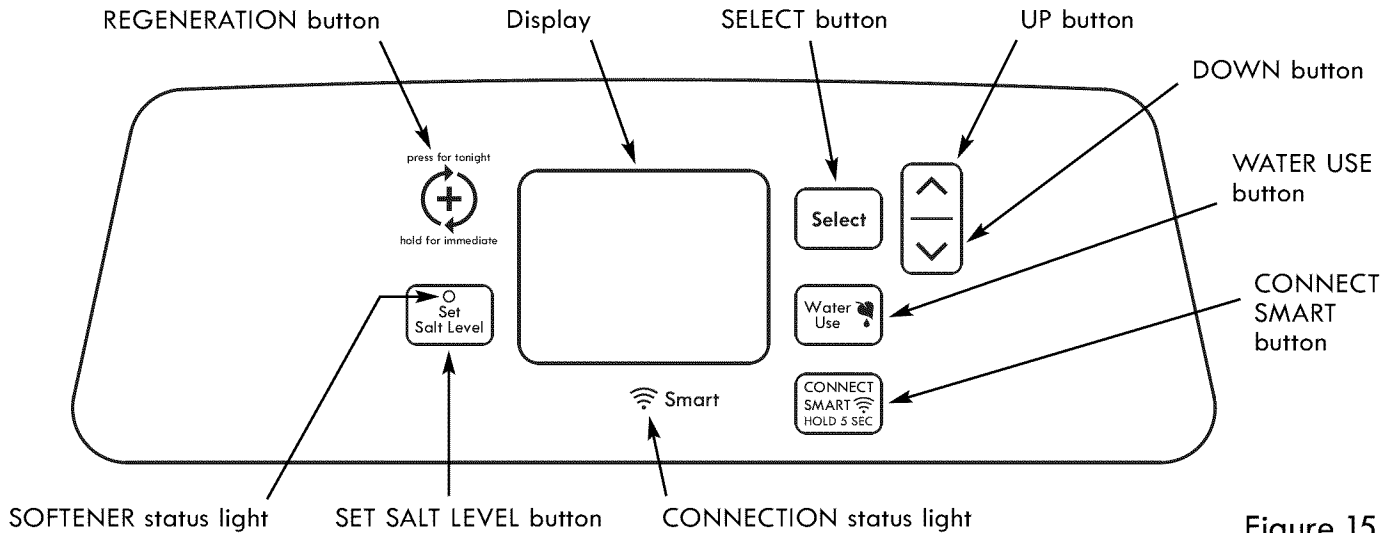 REGENERATION button
Display
SELECT button
UP button
DOWN button
WATER USE
button
CONNECT
SMART
button
press for tonight
hold for immediate
Set
Salt Level
Select
Water
Use
CONNECT
SMART
HOLD 5 SEC
Smart
SOFTENER status light
SET SALT LEVEL button
CONNECTION status light
Figure 15